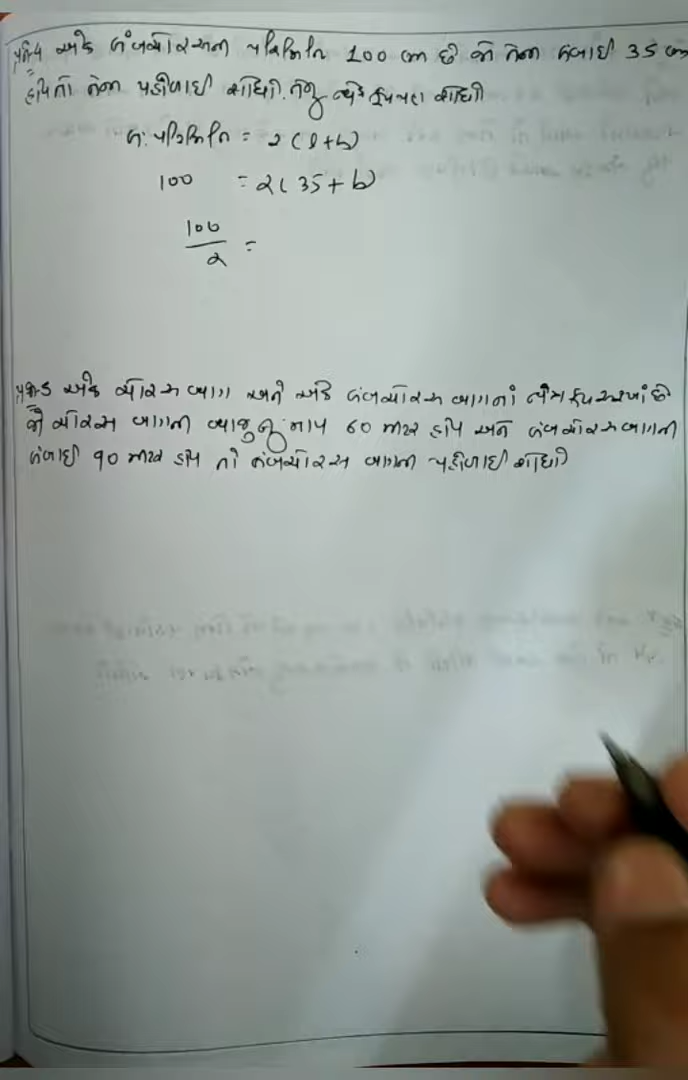 પ્રશ્ન-4 એક લંબચોરસની પરિમિતિ 100 cm છે જો તેના લંબાઈ 35 cm
હોય તો તેના પહોળાઈ શોધો. તેનું ક્ષેત્રફળ શોધો
લ: પરિમિતિ = 2 ( l + b )
100 = 2 ( 35 + b )
100
2 =
પ્રશ્ન-5 એક ચોરસ બાગ અને એક લંબચોરસ બાગનાં ક્ષેત્રફળ સરખાં છે
જો ચોરસ બાગની બાજુનું માપ 60 મીટર હોય અને લંબચોરસ બાગની
લંબાઈ 90 મીટર હોય તો લંબચોરસ બાગની પહોળાઈ શોધો